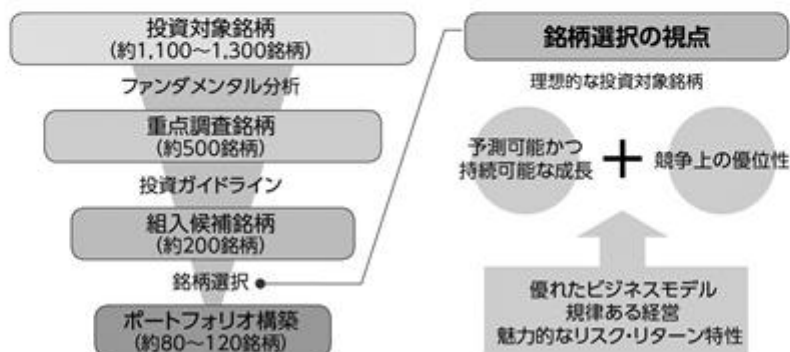 投資対象銘柄
(約1,100～1,300銘柄)
ファンダメンタル分析
重点調査銘柄
(約500銘柄)
投資ガイドライン
組入候補銘柄
(約200銘柄)
銘柄選択
ポートフォリオ構築
(約80～120銘柄)
銘柄選択の視点
理想的な投資対象銘柄
予測可能かつ
持続可能な成長
+
競争上の優位性
優れたビジネスモデル
規律ある経営
魅力的なリスク・リターン特性